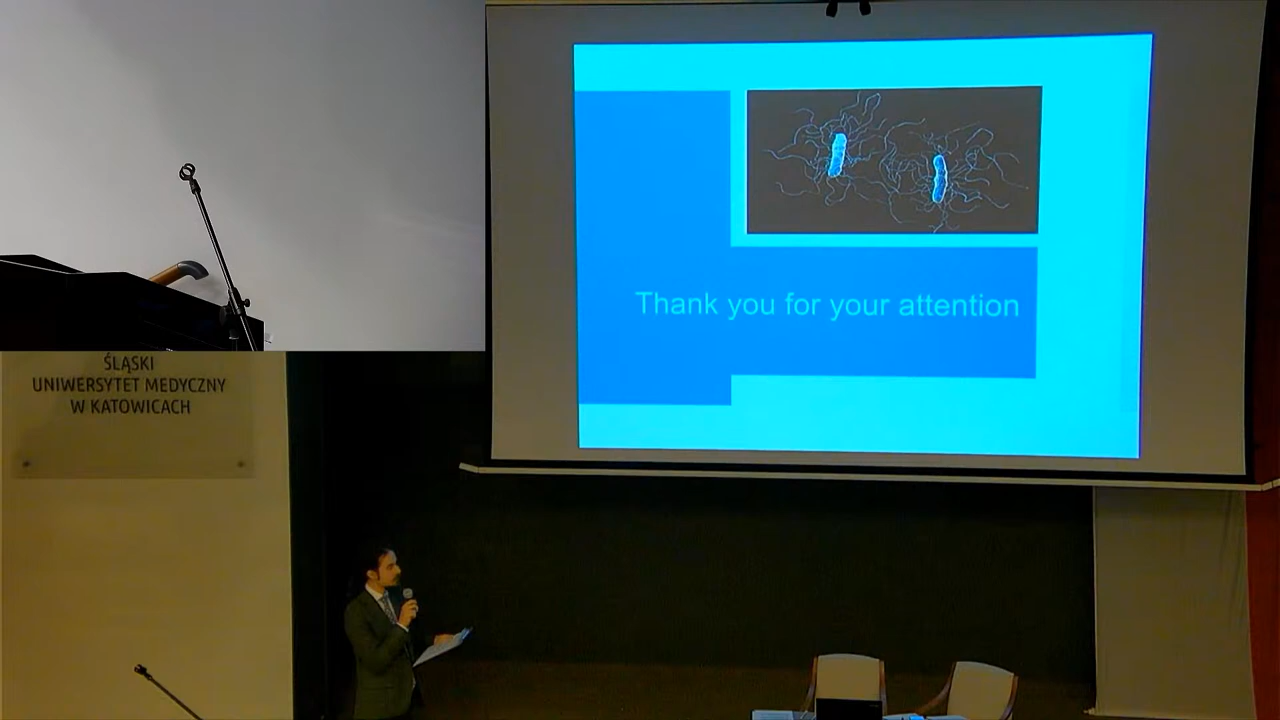 ŚLĄSKI
UNIWERSYTET MEDYCZNY
W KATOWICACH
Thank you for your attention